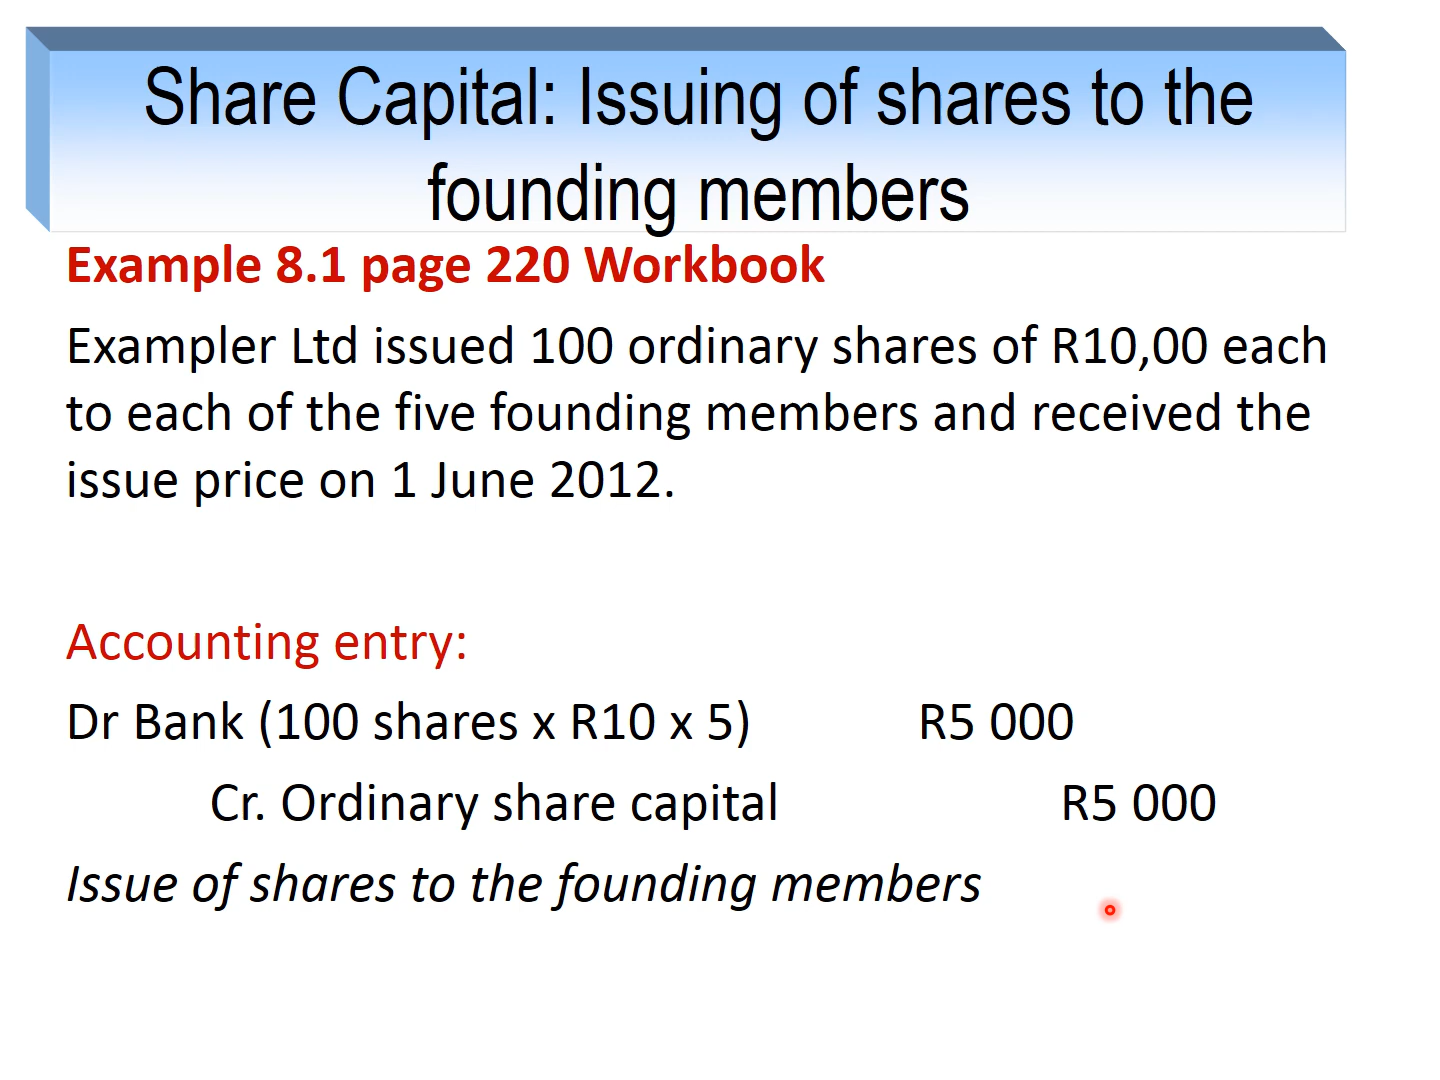 Share Capital: Issuing of shares to the
founding members
Example 8.1 page 220 Workbook
Exampler Ltd issued 100 ordinary shares of R10,00 each
to each of the five founding members and received the
issue price on 1 June 2012.
Accounting entry:
Dr Bank (100 shares x R10 x 5) R5 000
Cr. Ordinary share capital R5 000
Issue of shares to the founding members